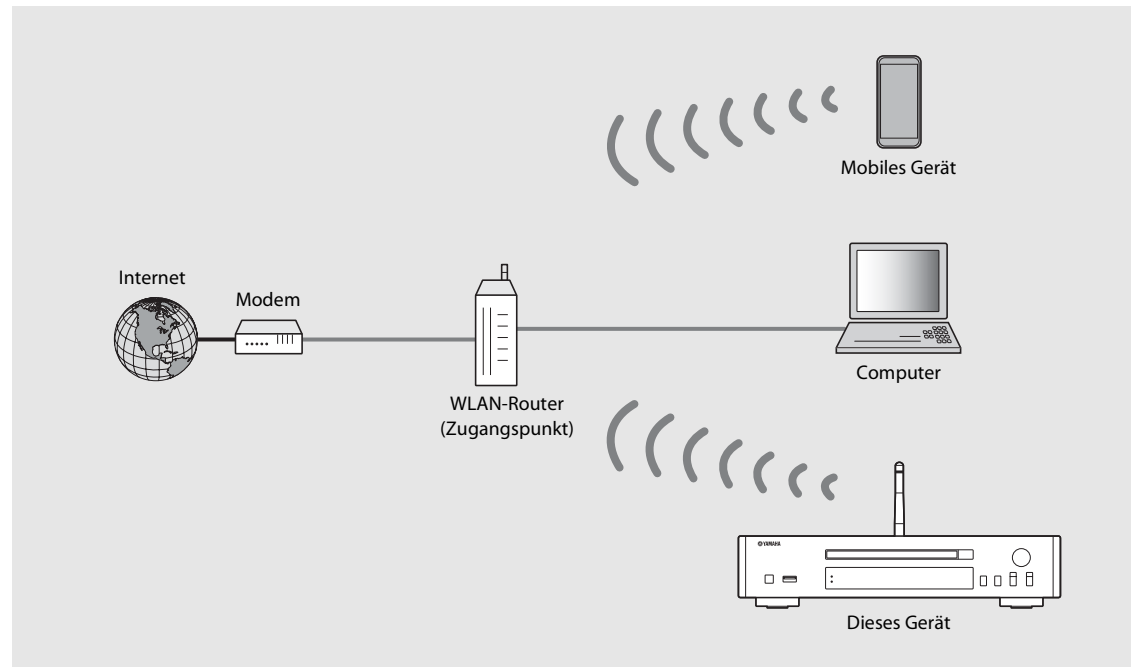 Mobiles Gerät
Internet
Modem
Computer
WLAN-Router
(Zugangspunkt)
YAMAHA
Dieses Gerät